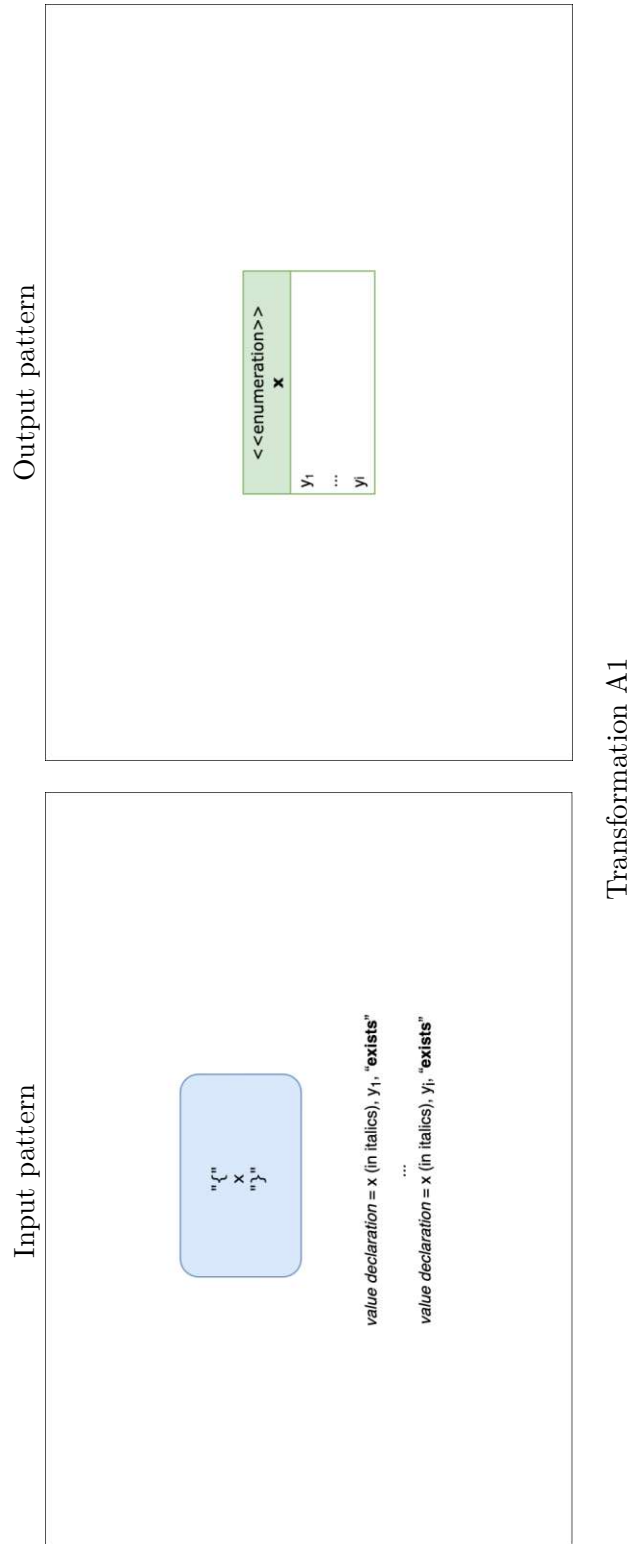 Input pattern
"{"
x
"}"
value declaration = x (in italics), y1, “exists”
...
value declaration = x (in italics), yi, “exists”
Output pattern
<<enumeration>>
x
y1
...
yi
Transformation A1